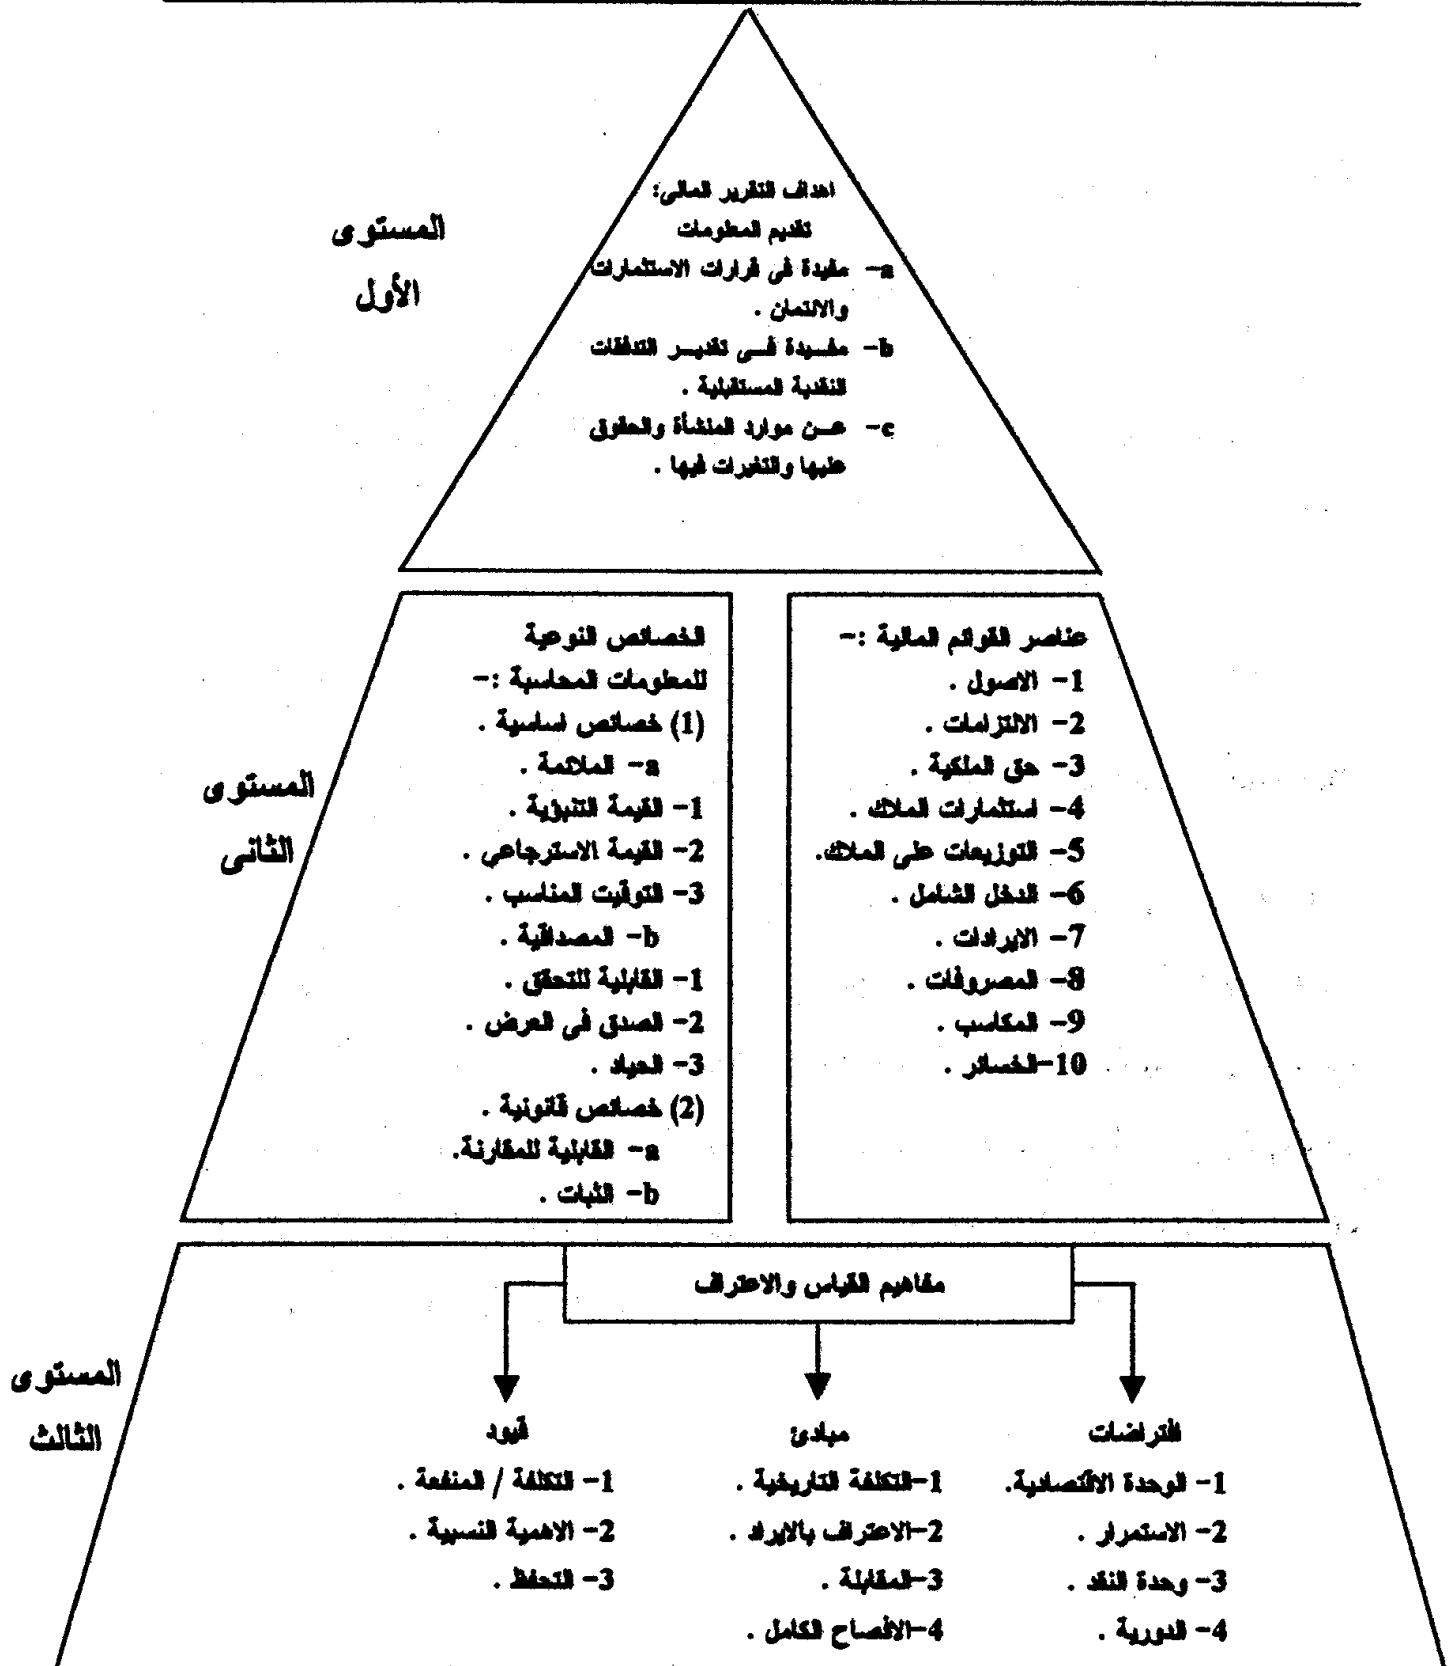 المستوى
الأول
اهداف التقرير المالى:
تقديم المعلومات
a- مفيدة فى قرارات الاستثمارات
والائتمان .
b- مفــيدة فــى تقديــر التدفقات
النقدية المستقبلية .
c- عــن موارد المنشأة والحقوق
عليها والتغيرات فيها .
المستوى
الثانى
عناصر القوائم المالية :-
1- الاصول .
2- الالتزامات .
3- حق الملكية .
4- استثمارات الملاك .
5- التوزيعات على الملاك.
6- الدخل الشامل .
7- الايرادات .
8- المصروفات .
9- المكاسب .
10-الخسائر .
الخصائص النوعية
للمعلومات المحاسبة :-
(1) خصائص اساسية .
a- الملائمة .
1- القيمة التنبؤية .
2- القيمة الاسترجاعي .
3- التوقيت المناسب .
b- المصداقية .
1- القابلية للتحقق .
2- الصدق فى العرض .
3- الحياد .
(2) خصائص قانونية .
a- القابلية للمقارنة.
b- الثبات .
المستوى
الثالث
مفاهيم القياس والاعتراف
افتراضات
1- الوحدة الاقتصادية.
2- الاستمرار .
3- وحدة النقد .
4- الدورية .
مبادئ
1-التكلفة التاريخية .
2-الاعتراف بالايراد .
3-المقابلة .
4-الافصاح الكامل .
قيود
1- التكلفة / المنفعة .
2- الاهمية النسبية .
3- التحفظ .